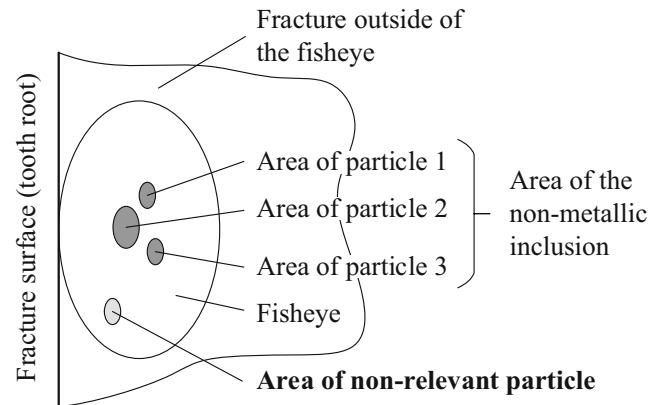 Fracture outside of
the fisheye
Fracture surface (tooth root)
Area of particle 1
Area of particle 2
Area of particle 3
Area of the
non-metallic
inclusion
Fisheye
Area of non-relevant particle